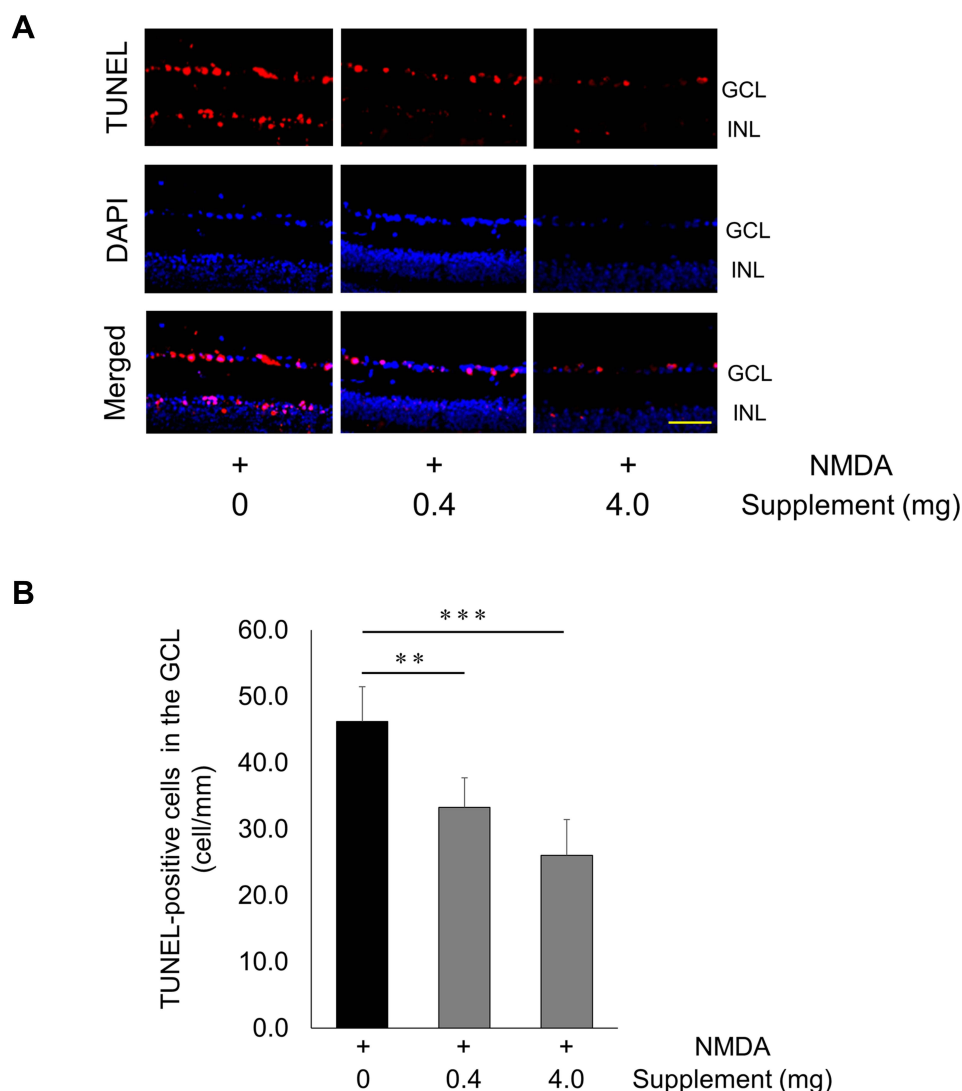 A
TUNEL
GCL
INL
DAPI
GCL
INL
Merged
GCL
INL
+ + + NMDA
0 0.4 4.0 Supplement (mg)
B
TUNEL-positive cells in the GCL
(cell/mm)
60.0
50.0
40.0
30.0
20.0
10.0
0.0
***
**
+ + + NMDA
0 0.4 4.0 Supplement (mg)